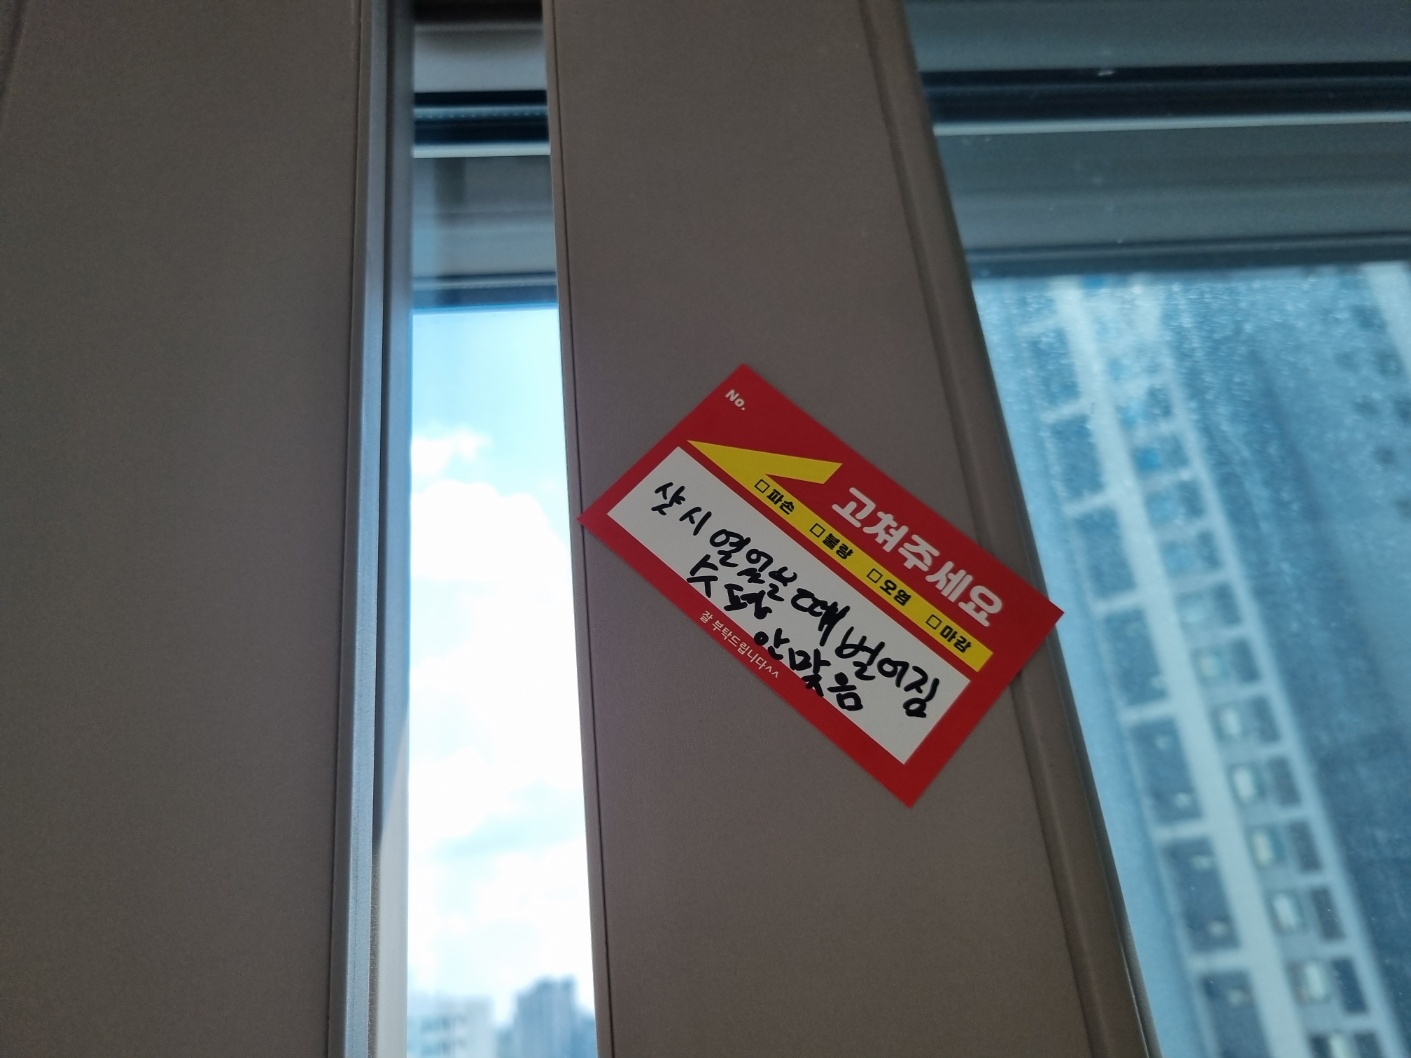 No.
고쳐주세요
□파손 □불량 □오염 □마감
샷시 열었을때 벌어짐
수평 안맞음
잘 부탁드립니다^^